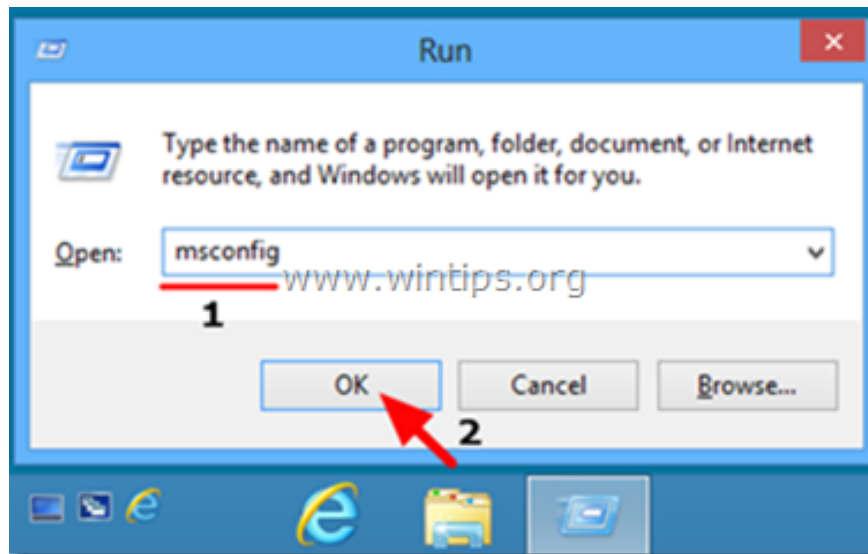 Run
Type the name of a program, folder, document, or Internet
resource, and Windows will open it for you.
Open: msconfig
www.wintips.org
1
OK Cancel Browse...
2